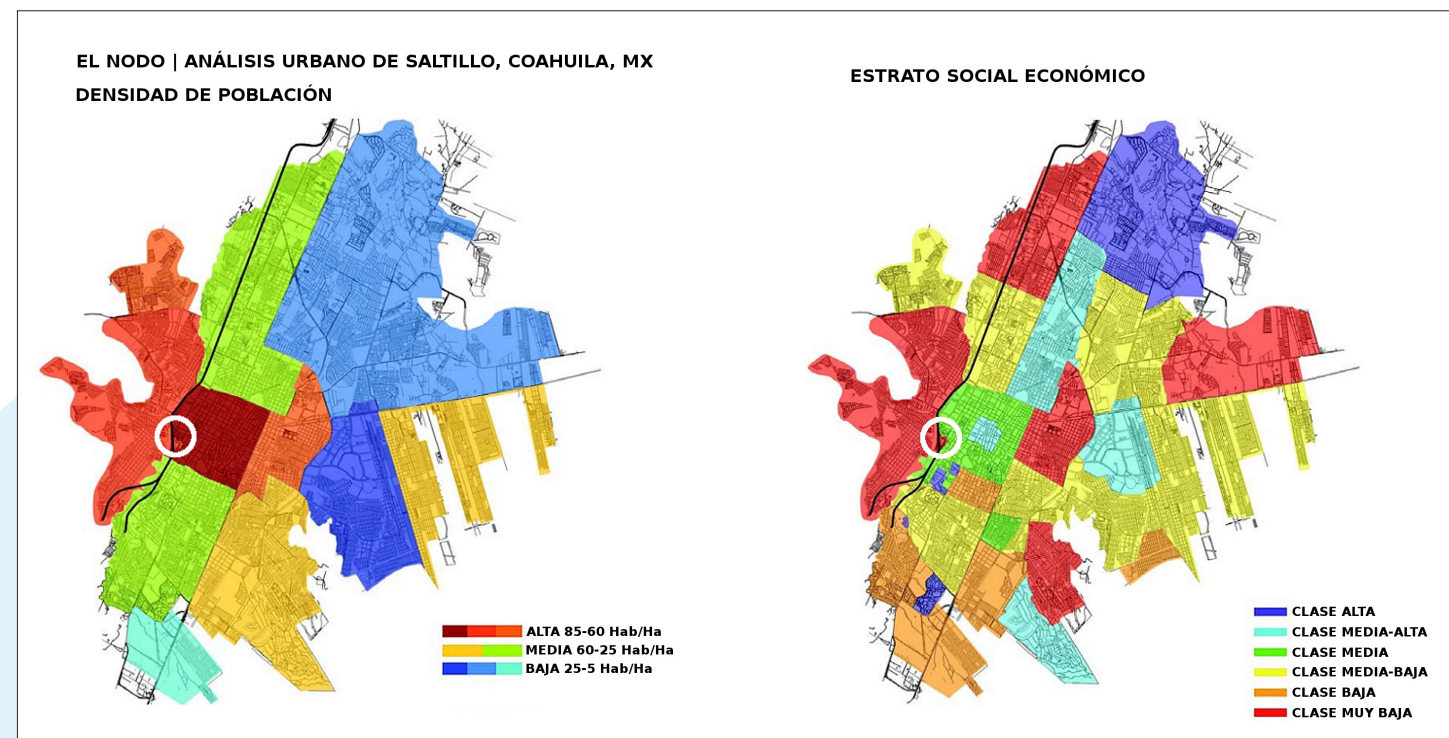 EL NODO | ANÁLISIS URBANO DE SALTILLO, COAHUILA, MX
DENSIDAD DE POBLACIÓN
ESTRATO SOCIAL ECONÓMICO
ALTA 85-60 Hab/Ha
MEDIA 60-25 Hab/Ha
BAJA 25-5 Hab/Ha
CLASE ALTA
CLASE MEDIA-ALTA
CLASE MEDIA
CLASE MEDIA-BAJA
CLASE BAJA
CLASE MUY BAJA